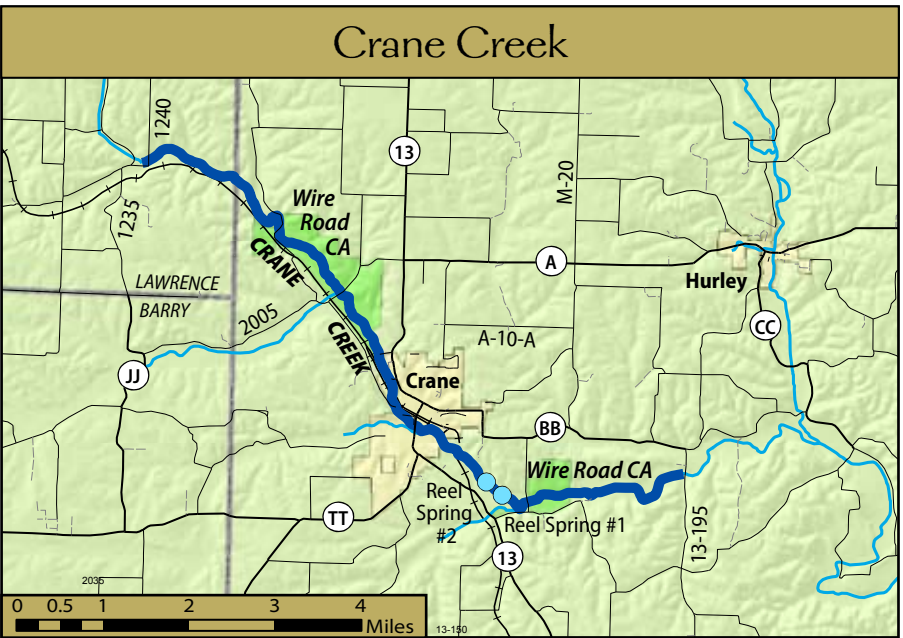 Crane Creek
1240
13
M-20
Wire
Road
CA
1235
CRANE
A
Hurley
LAWRENCE
BARRY
2005
CREEK
CC
A-10-A
JJ
Crane
BB
Wire Road CA
Reel
Spring
#2
Reel Spring #1
TT
13-195
13
2035
0 0.5 1 2 3 4
Miles
13-150